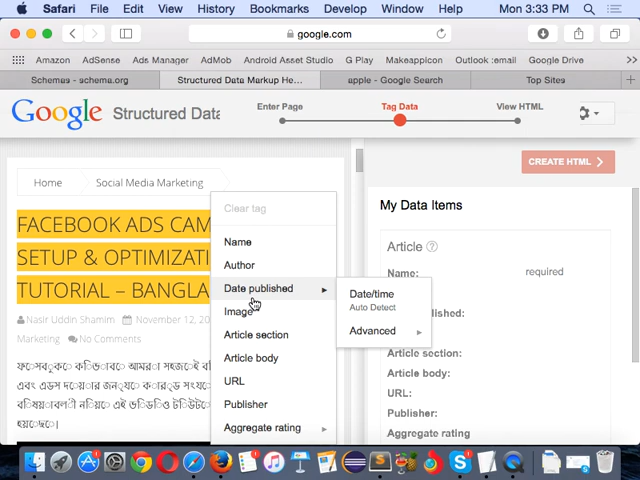 Safari File Edit View History Bookmarks Develop Window Help Mon 3:33 PM
google.com
Amazon AdSense Ads Manager AdMob Android Asset Studio G Play MakeappIcon Outlook :email Google Drive
Schemas - schema.org Structured Data Markup He... apple - Google Search Top Sites
Google Structured Data
Enter Page Tag Data View HTML
CREATE HTML
Home Social Media Marketing
FACEBOOK ADS CAM
SETUP & OPTIMIZATI
TUTORIAL – BANGLA
Nasir Uddin Shamim November 12, 20
Marketing No Comments
Clear tag
Name
Author
Date published
Image
Article section
Article body
URL
Publisher
Aggregate rating
Date/time
Auto Detect
Advanced
My Data Items
Article
Name: required
Article section:
Article body:
URL:
Publisher:
Aggregate rating